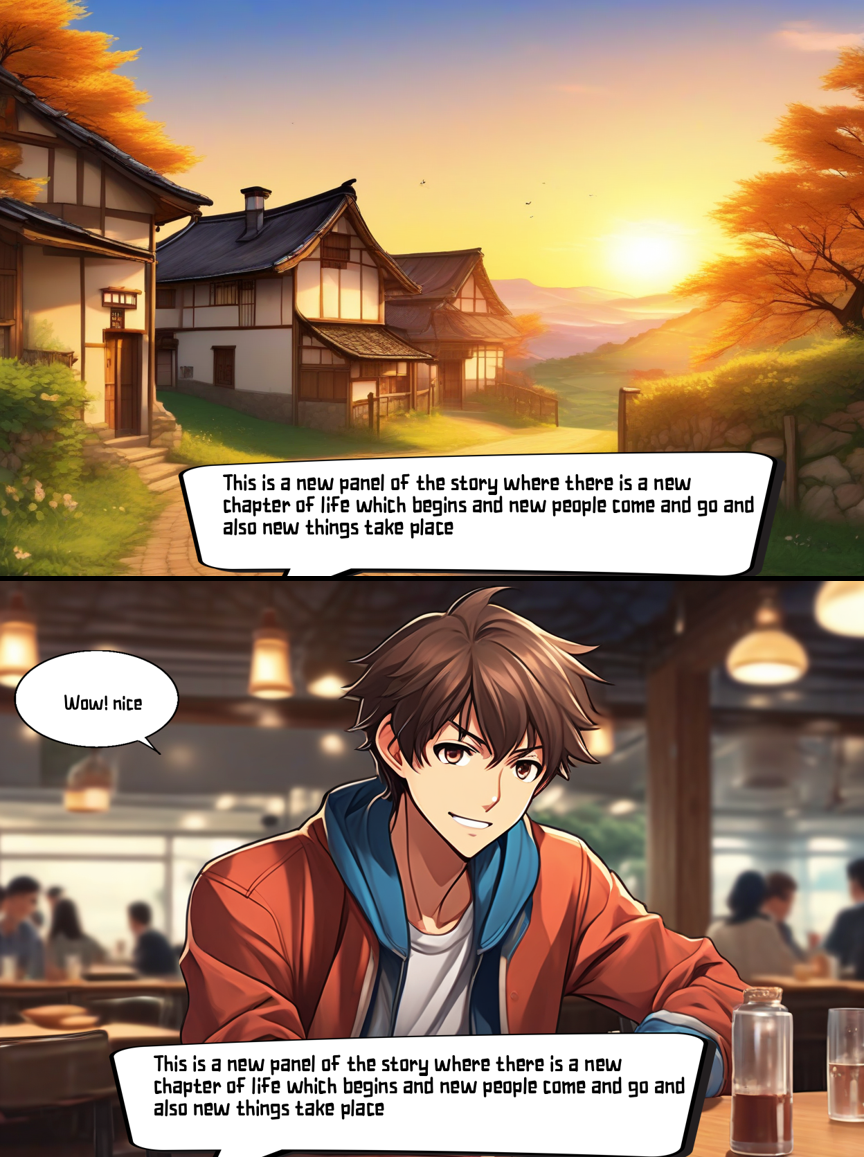 This is a new panel of the story where there is a new
chapter of life which begins and new people come and go and
also new things take place
Wow! nice
This is a new panel of the story where there is a new
chapter of life which begins and new people come and go and
also new things take place